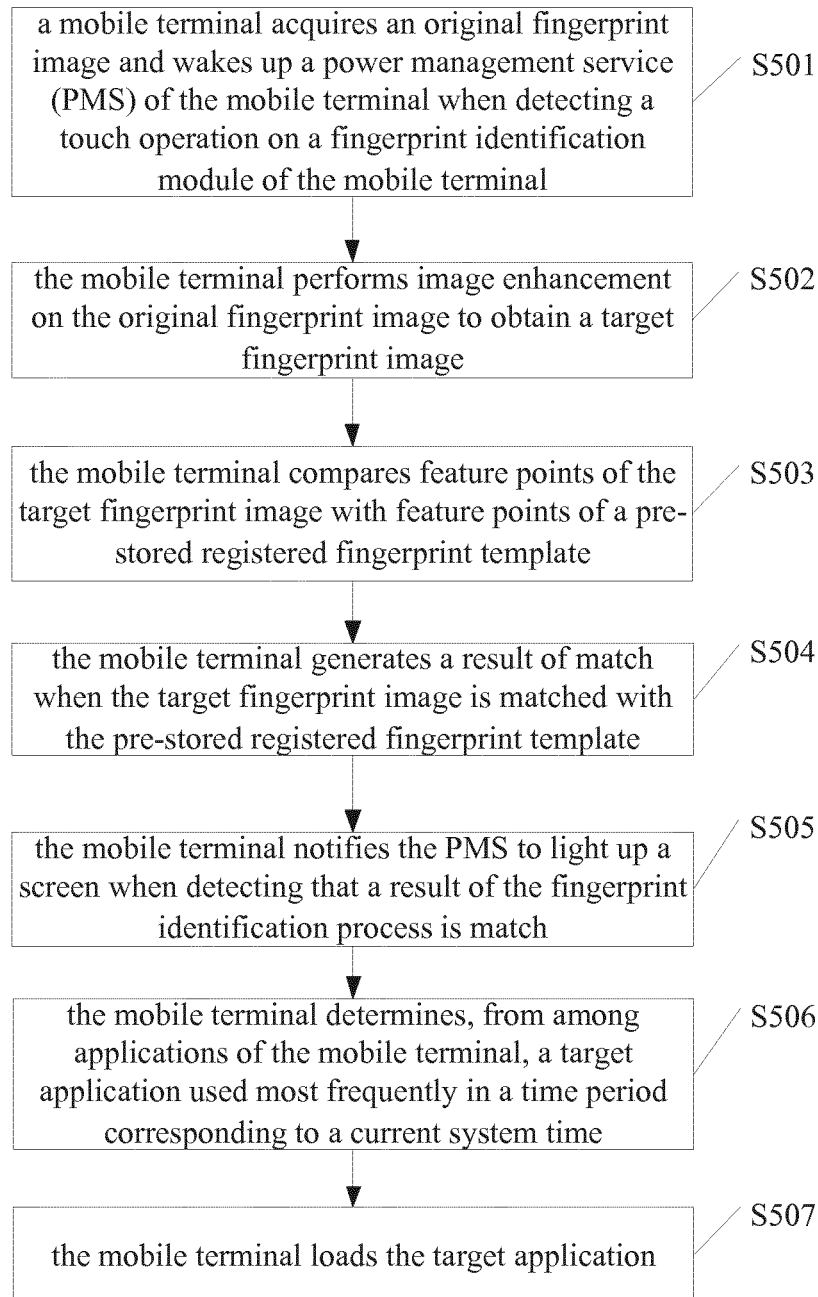 a mobile terminal acquires an original fingerprint
image and wakes up a power management service
(PMS) of the mobile terminal when detecting a
touch operation on a fingerprint identification
module of the mobile terminal
S501
the mobile terminal performs image enhancement
on the original fingerprint image to obtain a target
fingerprint image
S502
the mobile terminal compares feature points of the
target fingerprint image with feature points of a pre-
stored registered fingerprint template
S503
the mobile terminal generates a result of match
when the target fingerprint image is matched with
the pre-stored registered fingerprint template
S504
the mobile terminal notifies the PMS to light up a
screen when detecting that a result of the fingerprint
identification process is match
S505
the mobile terminal determines, from among
applications of the mobile terminal, a target
application used most frequently in a time period
corresponding to a current system time
S506
the mobile terminal loads the target application
S507